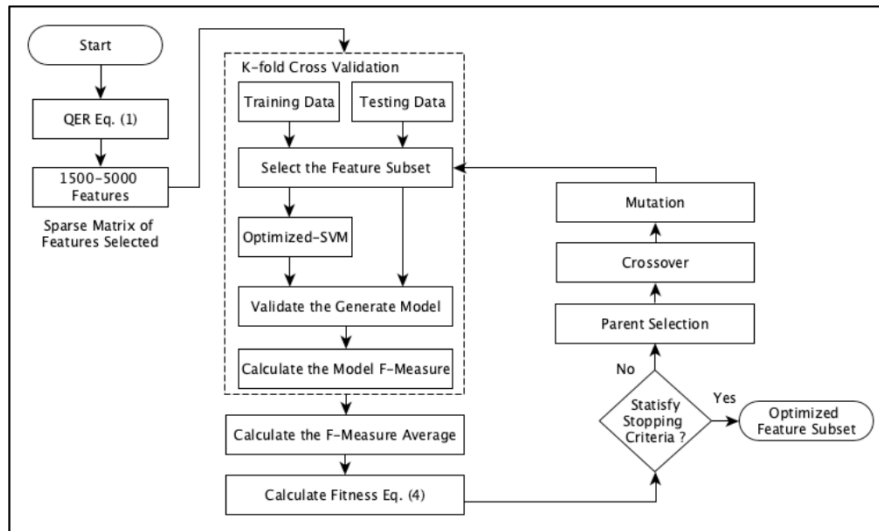 Start
QER Eq. (1)
1500-5000
Features
Sparse Matrix of
Features Selected
K-fold Cross Validation
Training Data
Testing Data
Select the Feature Subset
Optimized-SVM
Validate the Generate Model
Calculate the Model F-Measure
Calculate the F-Measure Average
Calculate Fitness Eq. (4)
Mutation
Crossover
Parent Selection
No
Statisfy
Stopping
Criteria ?
Yes
Optimized
Feature Subset